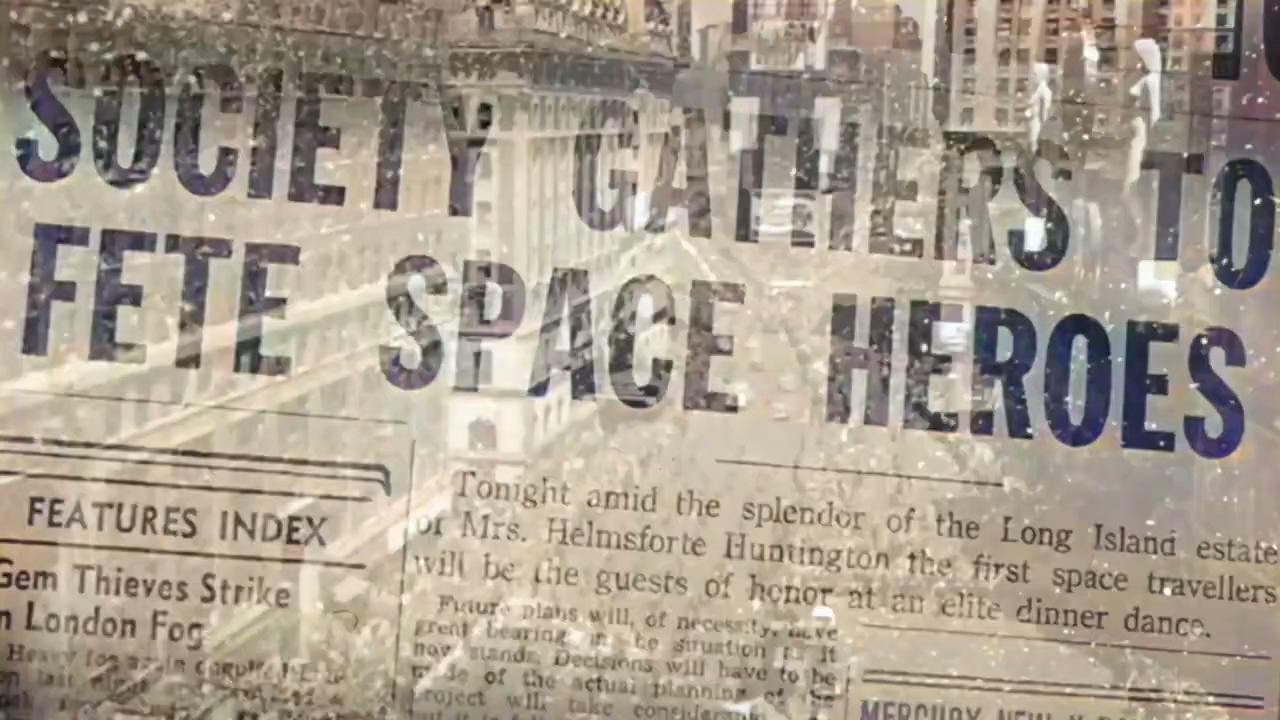 SOCIETY GATHERS TO
FETE SPACE HEROES
FEATURES INDEX
Gem Thieves Strike
in London Fog
Tonight amid the splendor of the Long Island estate
of Mrs. Helmsforte Huntington the first space travellers
will be the guests of honor at an elite dinner dance.
Future plans will, of necessity, have
great bearing on the situation as it
now stands. Decisions will have to be
made of the actual planning of the
project will take
MERCURY NEW